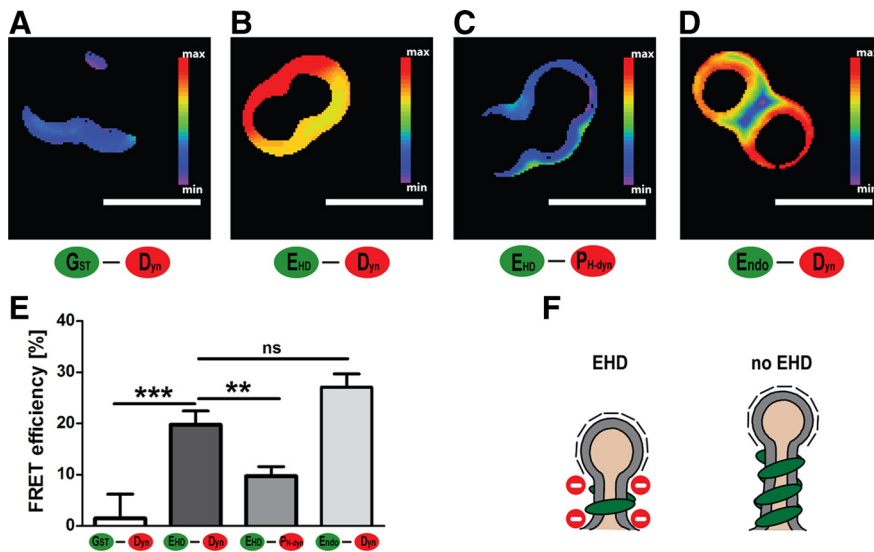 A B C D
max max max max
min min min min
GST — Dyn EHD — Dyn EHD — PH-dyn Endo — Dyn
E F
FRET efficiency [%]
40
30
20
10
0
ns
*** **
GST — Dyn EHD — Dyn EHD — PH-dyn Endo — Dyn
EHD no EHD